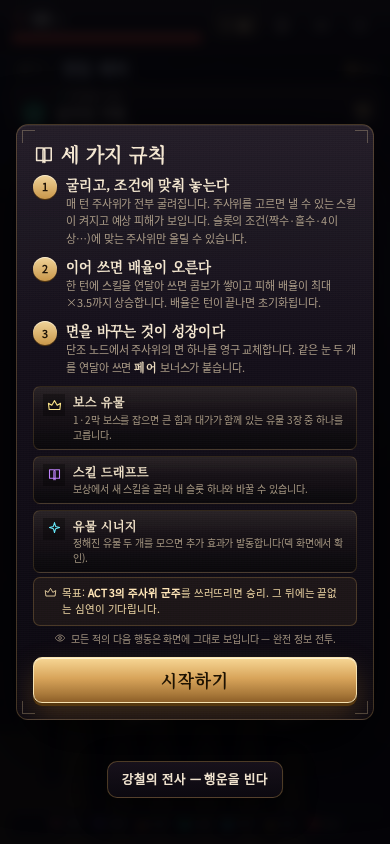 세 가지 규칙
1 굴리고, 조건에 맞춰 놓는다
매 턴 주사위가 전부 굴려집니다. 주사위를 고르면 낼 수 있는 스킬
이 켜지고 예상 피해가 보입니다. 슬롯의 조건(짝수·홀수·4 이
상…)에 맞는 주사위만 올릴 수 있습니다.
2 이어 쓰면 배율이 오른다
한 턴에 스킬을 연달아 쓰면 콤보가 쌓이고 피해 배율이 최대
×3.5까지 상승합니다. 배율은 턴이 끝나면 초기화됩니다.
3 면을 바꾸는 것이 성장이다
단조 노드에서 주사위의 면 하나를 영구 교체합니다. 같은 눈 두 개
를 연달아 쓰면 페어 보너스가 붙습니다.
보스 유물
1·2막 보스를 잡으면 큰 힘과 대가가 함께 있는 유물 3장 중 하나를
고릅니다.
스킬 드래프트
보상에서 새 스킬을 골라 내 슬롯 하나와 바꿀 수 있습니다.
유물 시너지
정해진 유물 두 개를 모으면 추가 효과가 발동합니다(덱 화면에서 확
인).
목표: ACT 3의 주사위 군주를 쓰러뜨리면 승리. 그 뒤에는 끝없
는 심연이 기다립니다.
모든 적의 다음 행동은 화면에 그대로 보입니다 — 완전 정보 전투.
시작하기
강철의 전사 — 행운을 빈다